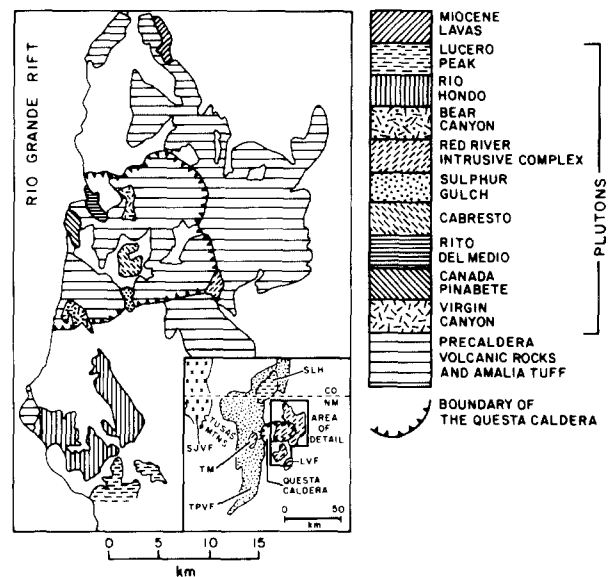 RIO GRANDE RIFT
SLH
CO
NM
AREA
OF
DETAIL
TUSAS
MTNS
SJVF
TM
LVF
QUESTA
CALDERA
TPVF
0 50
km
0 5 10 15
km
MIOCENE
LAVAS
LUCERO
PEAK
RIO
HONDO
BEAR
CANYON
RED RIVER
INTRUSIVE COMPLEX
SULPHUR
GULCH
CABRESTO
RITO
DEL MEDIO
CANADA
PINABETE
VIRGIN
CANYON
PLUTONS
PRECALDERA
VOLCANIC ROCKS
AND AMALIA TUFF
BOUNDARY OF
THE QUESTA CALDERA